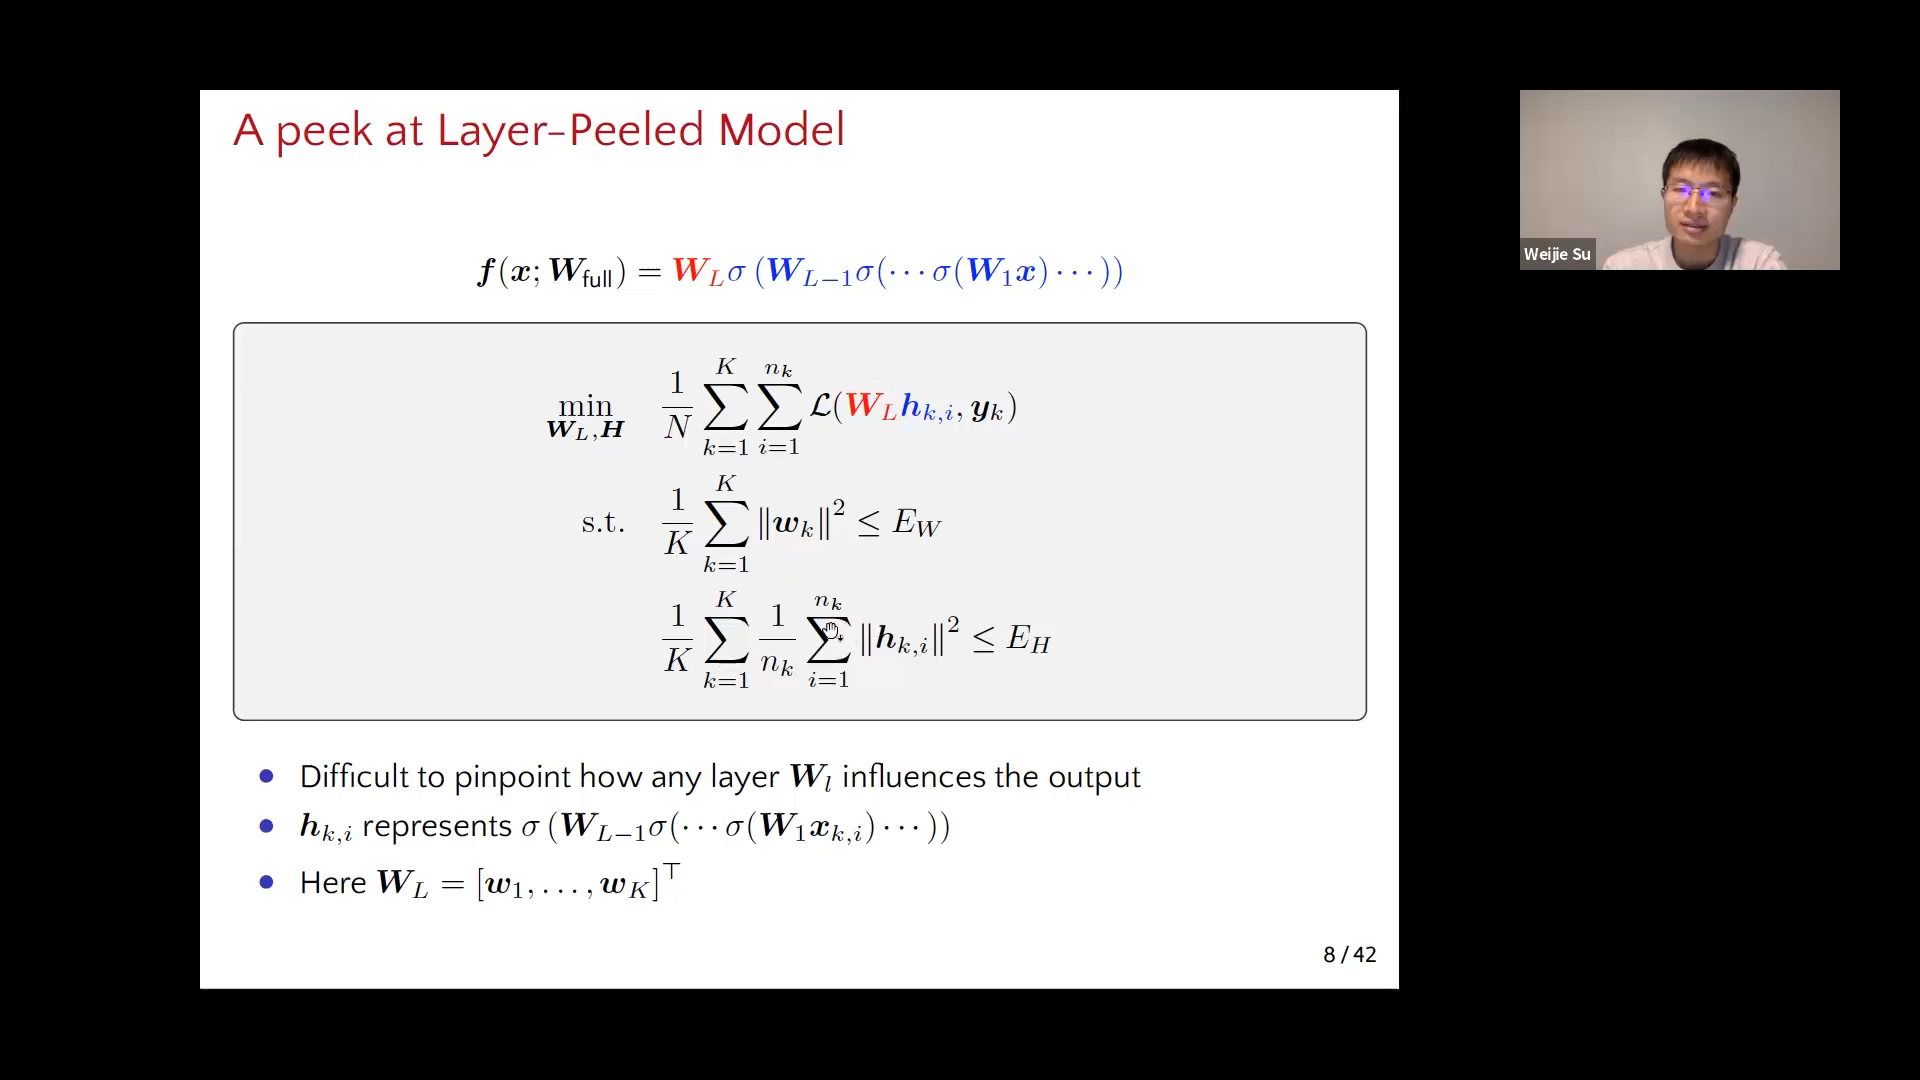 A peek at Layer-Peeled Model
f(x; W_full) = W_L σ (W_{L−1} σ(⋯ σ(W_1 x) ⋯))
min_{W_L, H} 1/N ∑_{k=1}^{K} ∑_{i=1}^{n_k} ℒ(W_L h_{k,i}, y_k)
s.t. 1/K ∑_{k=1}^{K} ‖w_k‖² ≤ E_W
1/K ∑_{k=1}^{K} 1/n_k ∑_{i=1}^{n_k} ‖h_{k,i}‖² ≤ E_H
• Difficult to pinpoint how any layer W_l influences the output
• h_{k,i} represents σ (W_{L−1} σ(⋯ σ(W_1 x_{k,i}) ⋯))
• Here W_L = [w_1, …, w_K]^⊤
8 / 42
Weijie Su